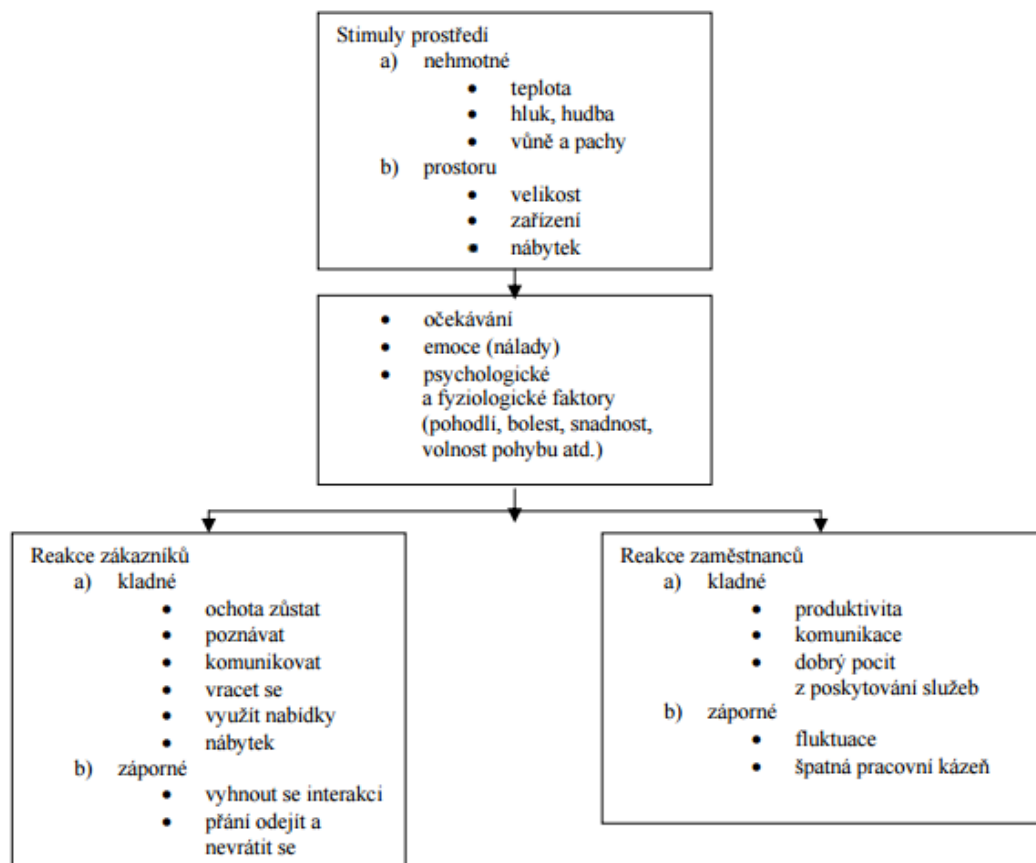 Stimuly prostředí
a) nehmotné
• teplota
• hluk, hudba
• vůně a pachy
b) prostoru
• velikost
• zařízení
• nábytek
• očekávání
• emoce (nálady)
• psychologické
a fyziologické faktory
(pohodlí, bolest, snadnost,
volnost pohybu atd.)
Reakce zákazníků
a) kladné
• ochota zůstat
• poznávat
• komunikovat
• vracet se
• využít nabídky
• nábytek
b) záporné
• vyhnout se interakci
• přání odejít a
nevrátit se
Reakce zaměstnanců
a) kladné
• produktivita
• komunikace
• dobrý pocit
z poskytování služeb
b) záporné
• fluktuace
• špatná pracovní kázeň